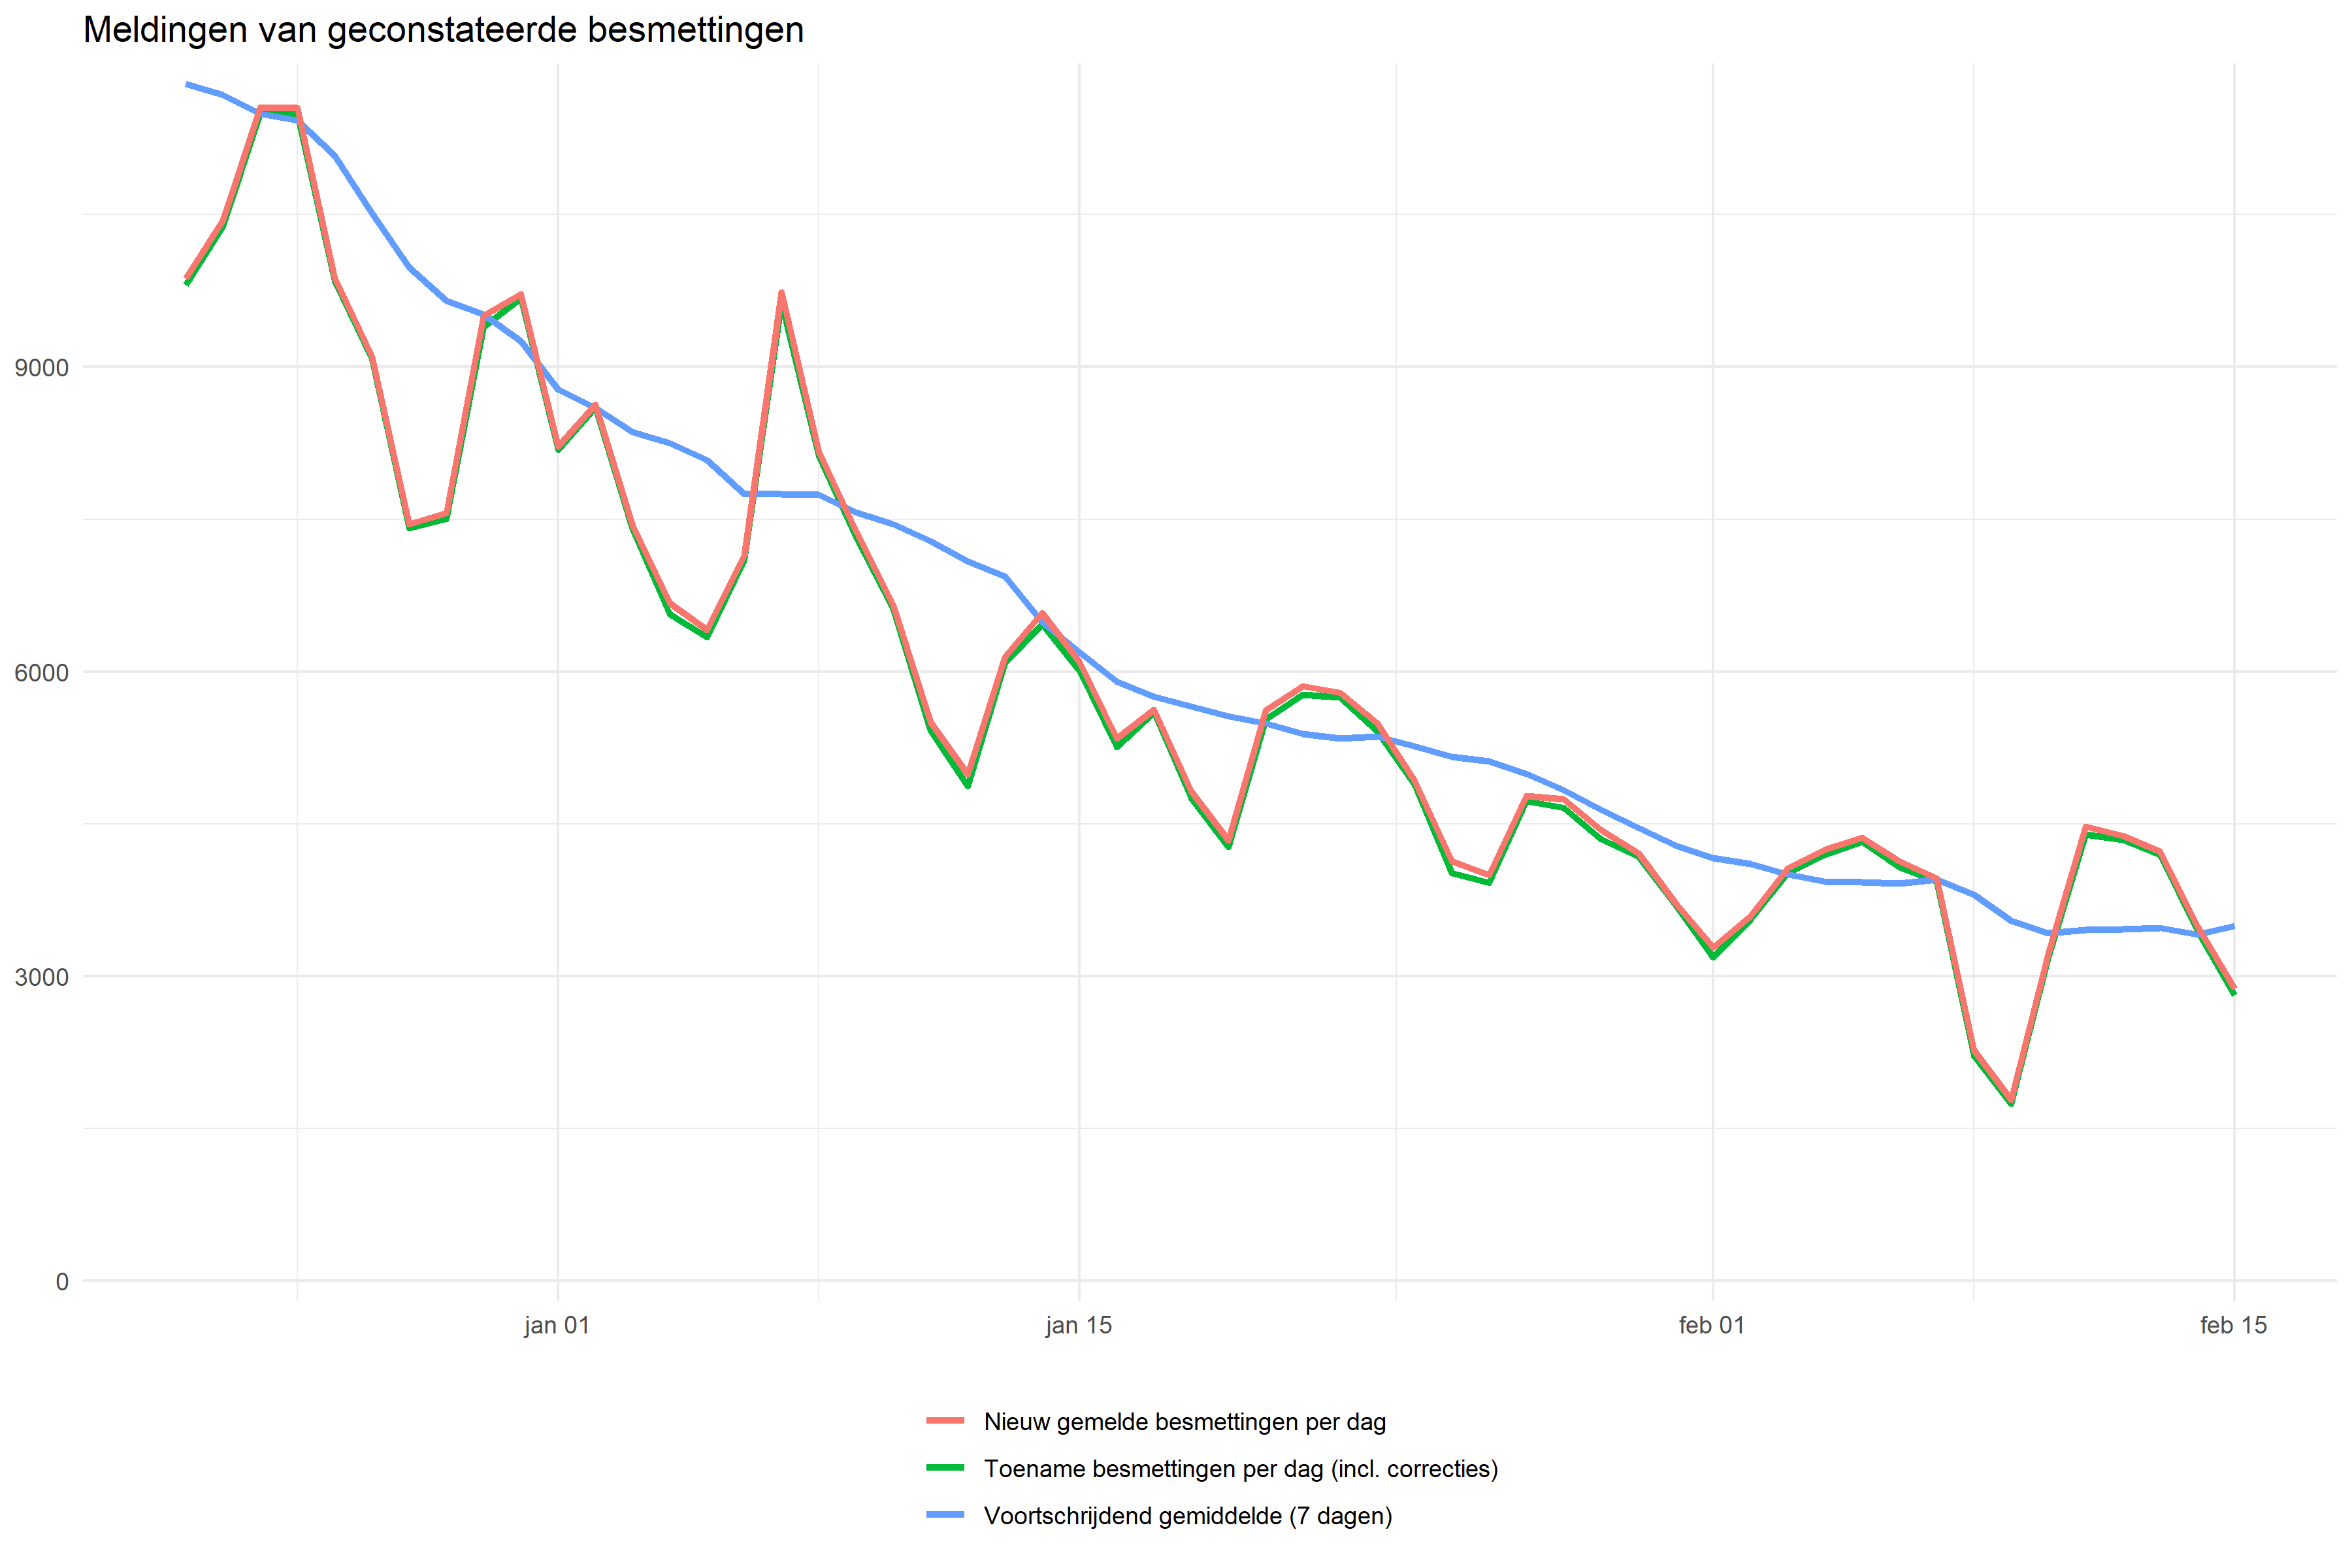 Meldingen van geconstateerde besmettingen
9000
6000
3000
0
jan 01
jan 15
feb 01
feb 15
Nieuw gemelde besmettingen per dag
Toename besmettingen per dag (incl. correcties)
Voortschrijdend gemiddelde (7 dagen)